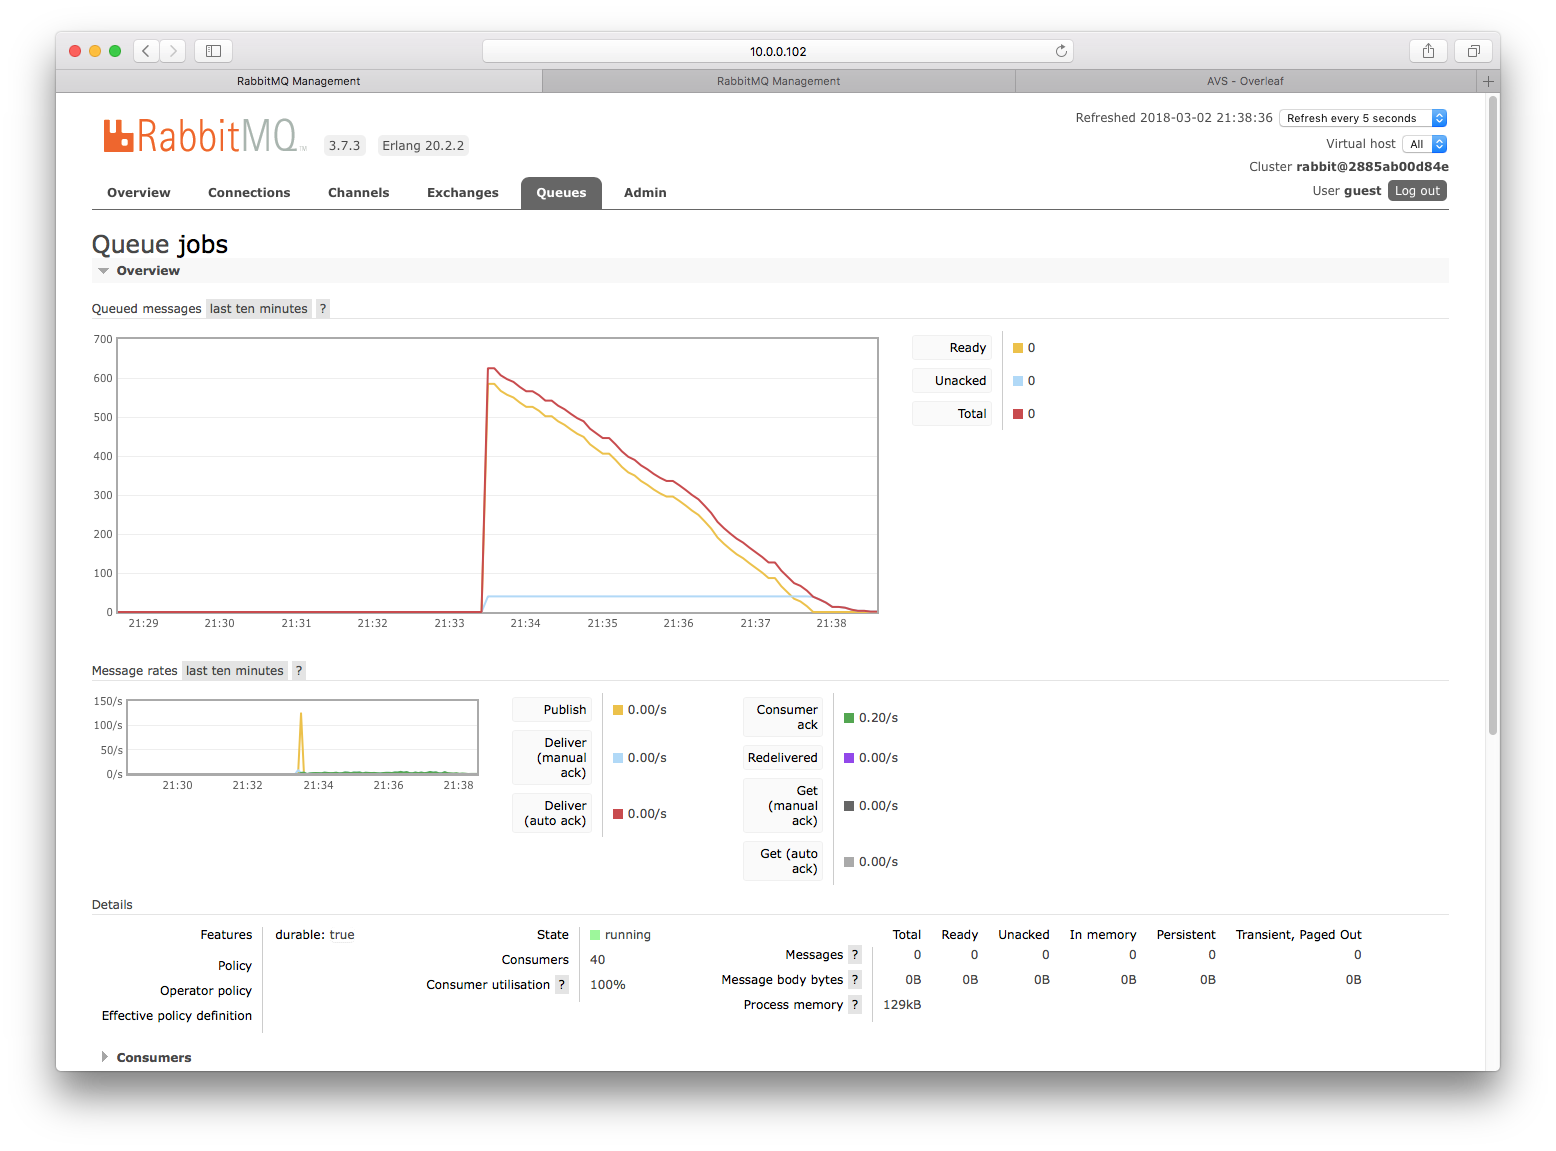 10.0.0.102
RabbitMQ Management
RabbitMQ Management
AVS - Overleaf
RabbitMQ TM 3.7.3 Erlang 20.2.2
Refreshed 2018-03-02 21:38:36 Refresh every 5 seconds
Virtual host All
Cluster rabbit@2885ab00d84e
User guest Log out
Overview Connections Channels Exchanges Queues Admin
Queue jobs
Overview
Queued messages last ten minutes ?
700
600
500
400
300
200
100
0
21:29 21:30 21:31 21:32 21:33 21:34 21:35 21:36 21:37 21:38
Ready 0
Unacked 0
Total 0
Message rates last ten minutes ?
150/s
100/s
50/s
0/s
21:30 21:32 21:34 21:36 21:38
Publish 0.00/s
Deliver
(manual 0.00/s
ack)
Deliver
(auto ack) 0.00/s
Consumer
ack 0.20/s
Redelivered 0.00/s
Get
(manual 0.00/s
ack)
Get (auto
ack) 0.00/s
Details
Features durable: true
Policy
Operator policy
Effective policy definition
State running
Consumers 40
Consumer utilisation ? 100%
Total Ready Unacked In memory Persistent Transient, Paged Out
Messages ? 0 0 0 0 0 0
Message body bytes ? 0B 0B 0B 0B 0B 0B
Process memory ? 129kB
Consumers